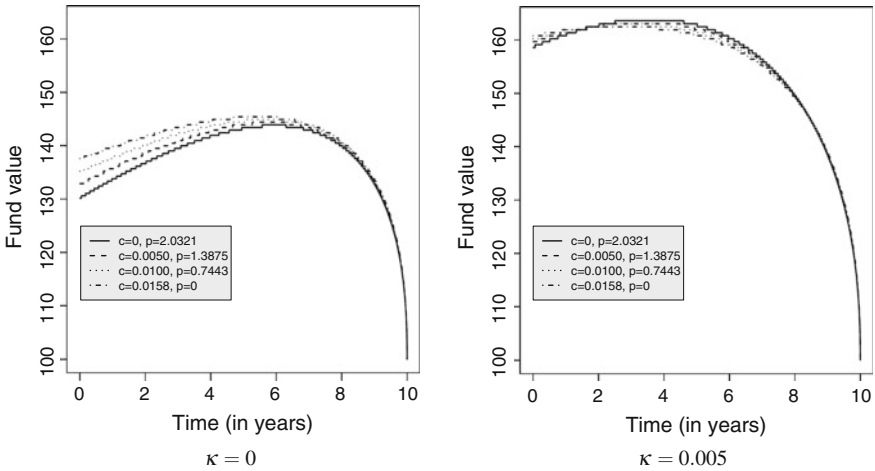 160
150
140
130
120
110
100
Fund value
c=0, p=2.0321
c=0.0050, p=1.3875
c=0.0100, p=0.7443
c=0.0158, p=0
0 2 4 6 8 10
Time (in years)
κ = 0
160
150
140
130
120
110
100
Fund value
c=0, p=2.0321
c=0.0050, p=1.3875
c=0.0100, p=0.7443
c=0.0158, p=0
0 2 4 6 8 10
Time (in years)
κ = 0.005